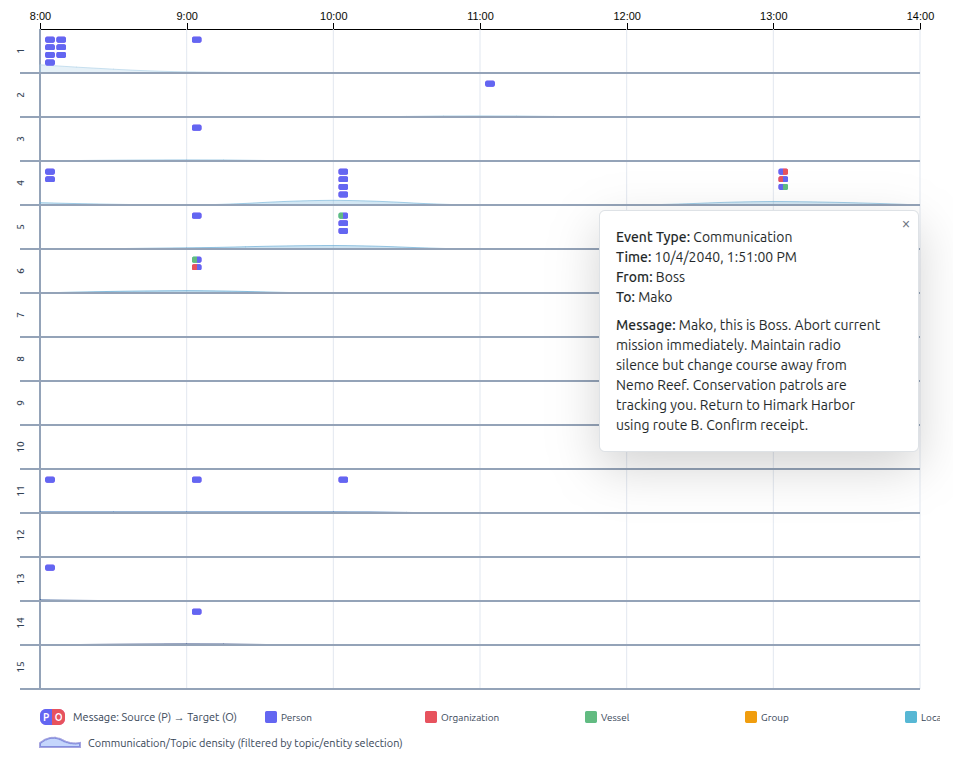 8:00 9:00 10:00 11:00 12:00 13:00 14:00
1
2
3
4
5
6
7
8
9
10
11
12
13
14
15
×
Event Type: Communication
Time: 10/4/2040, 1:51:00 PM
From: Boss
To: Mako
Message: Mako, this is Boss. Abort current
mission immediately. Maintain radio
silence but change course away from
Nemo Reef. Conservation patrols are
tracking you. Return to Himark Harbor
using route B. Confirm receipt.
P O Message: Source (P) → Target (O) Person Organization Vessel Group Loca
Communication/Topic density (filtered by topic/entity selection)